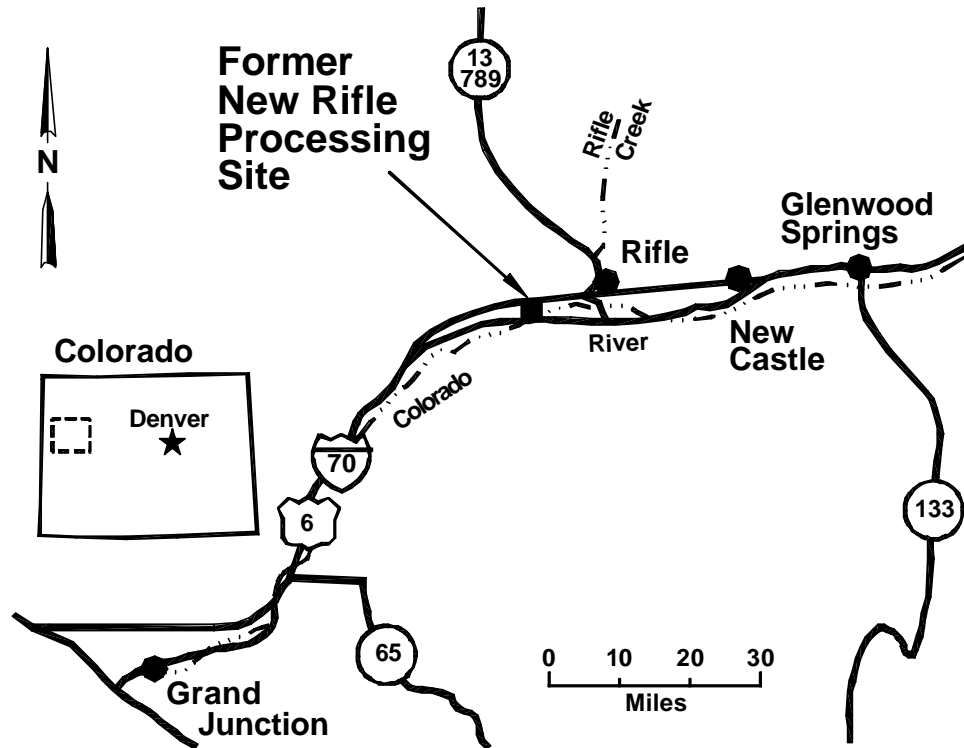 13
789
Former
New Rifle
Processing
Site
Rifle
Creek
N
Glenwood
Springs
Rifle
New
Castle
River
Colorado
Colorado
Denver
70
6
133
65
0 10 20 30
Miles
Grand
Junction